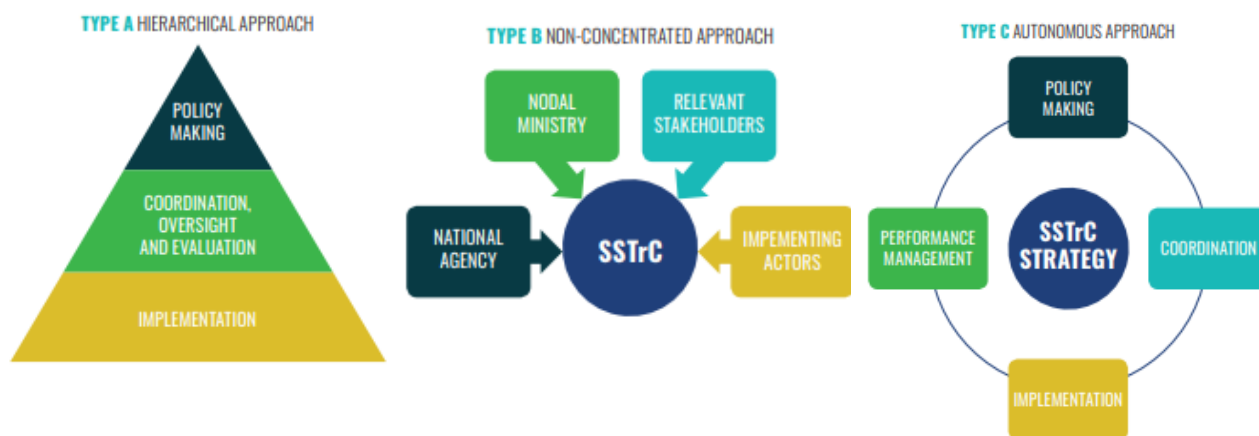 TYPE A HIERARCHICAL APPROACH
POLICY
MAKING
COORDINATION,
OVERSIGHT
AND EVALUATION
IMPLEMENTATION
TYPE B NON-CONCENTRATED APPROACH
NODAL
MINISTRY
RELEVANT
STAKEHOLDERS
NATIONAL
AGENCY
SSTrC
IMPEMENTING
ACTORS
TYPE C AUTONOMOUS APPROACH
POLICY
MAKING
PERFORMANCE
MANAGEMENT
SSTrC
STRATEGY
COORDINATION
IMPLEMENTATION